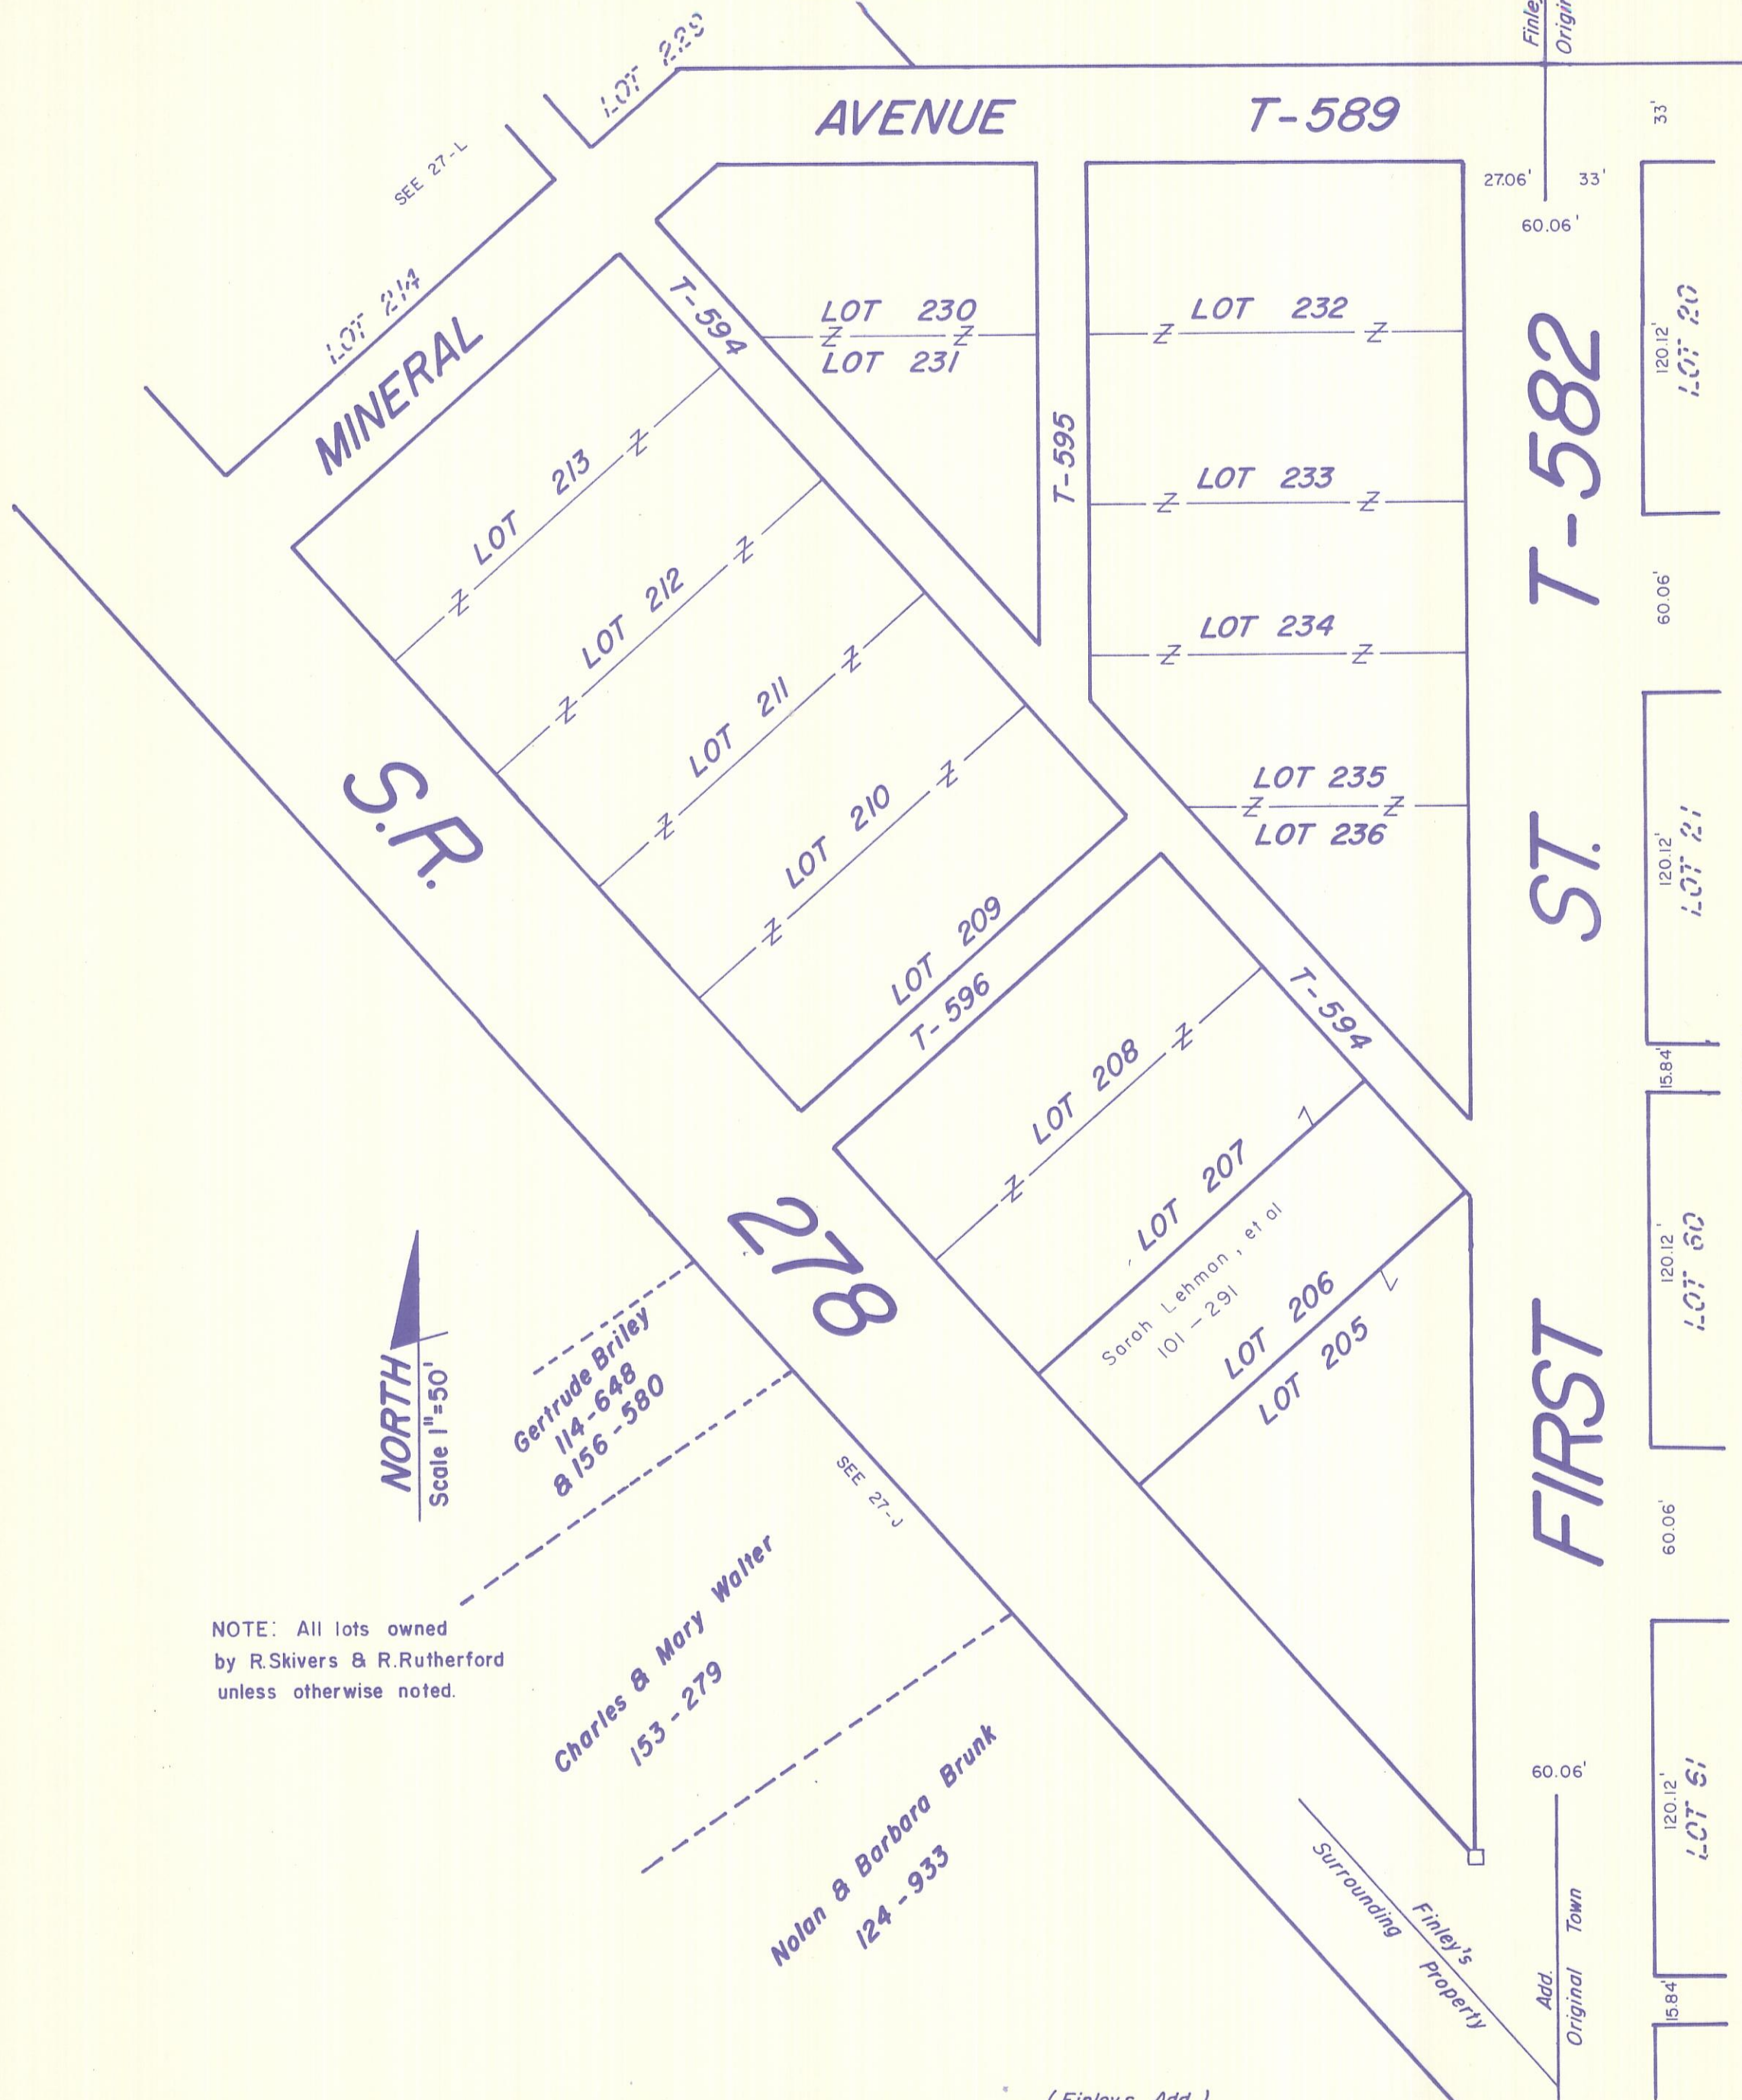 Finle
Origin
LOT 229
AVENUE T-589
33'
SEE 27-L
27.06' 33'
60.06'
LOT 214
MINERAL
T-594
LOT 230
LOT 231
LOT 232
T-582
120.12'
LOT 20
LOT 213
T-595
LOT 233
LOT 212
60.06'
LOT 234
LOT 211
S.R.
LOT 210
LOT 235
LOT 236
ST.
120.12'
LOT 21
LOT 209
T-596
T-594
15.84'
LOT 208
278
LOT 207
Sarah Lehman, et al
101-291
LOT 206
LOT 205
120.12'
LOT 60
FIRST
NORTH
Scale 1"=50'
Gertrude Briley
114-648
& 156-580
SEE 27-J
60.06'
NOTE: All lots owned
by R.Skivers & R.Rutherford
unless otherwise noted.
Charles & Mary Walter
153-279
Nolan & Barbara Brunk
124-933
60.06'
120.12'
LOT 61
Finley's
Surrounding Property
Add.
Original Town
15.84'
(Finley's Add.)